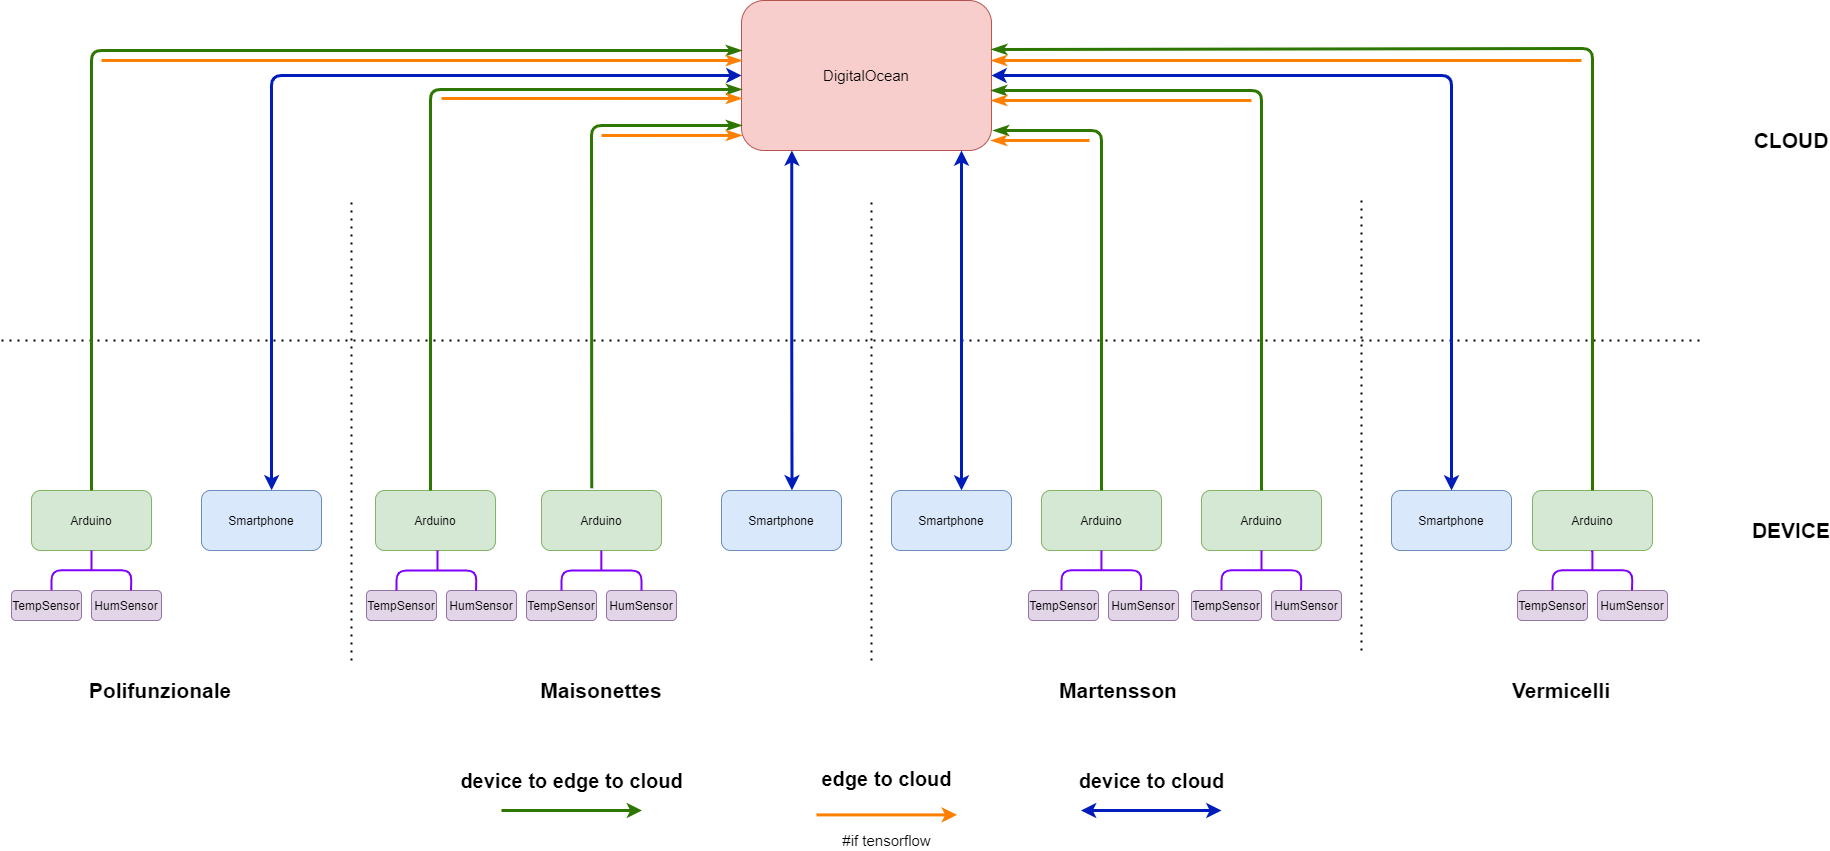 DigitalOcean
CLOUD
Arduino
Smartphone
Arduino
Arduino
Smartphone
Smartphone
Arduino
Arduino
Smartphone
Arduino
DEVICE
TempSensor
HumSensor
TempSensor
HumSensor
TempSensor
HumSensor
TempSensor
HumSensor
TempSensor
HumSensor
TempSensor
HumSensor
Polifunzionale
Maisonettes
Martensson
Vermicelli
device to edge to cloud
edge to cloud
device to cloud
#if tensorflow